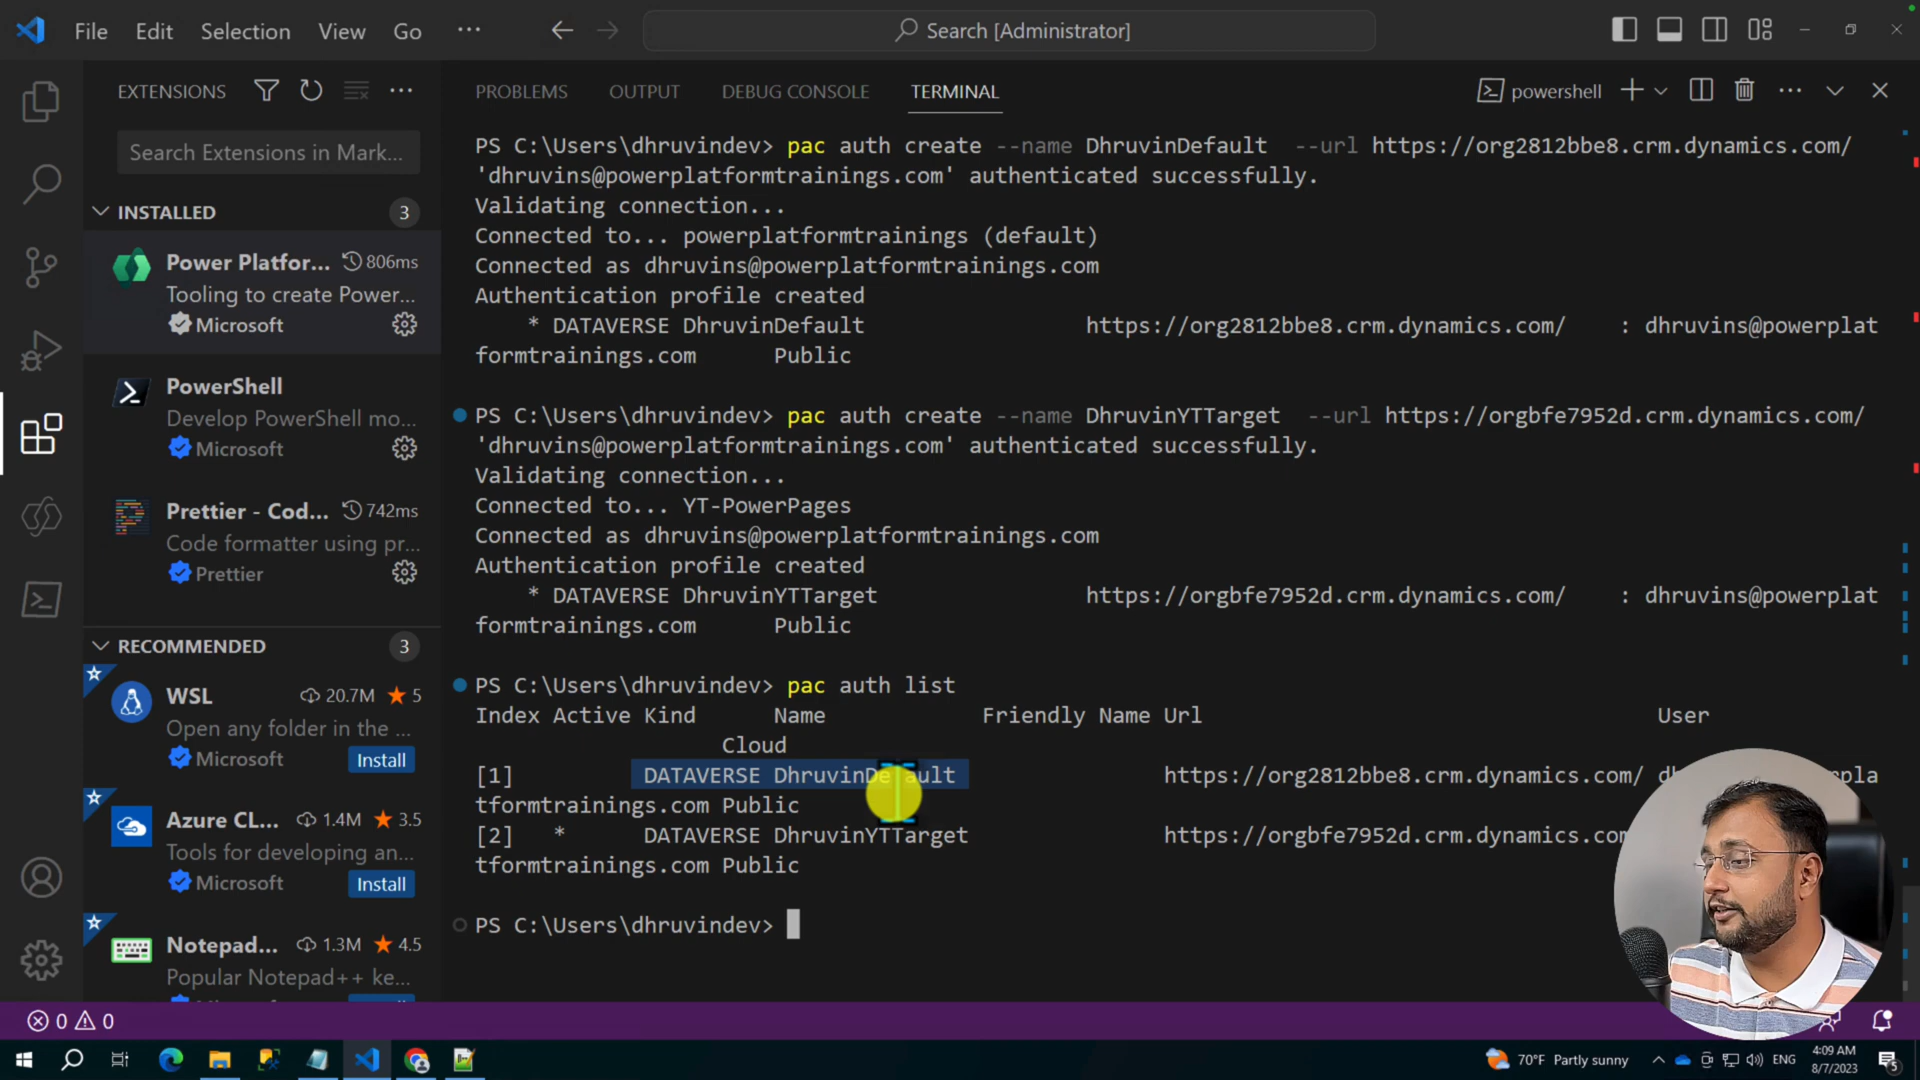 File Edit Selection View Go ··· Search [Administrator]
EXTENSIONS
Search Extensions in Mark...
INSTALLED 3
Power Platfor... 806ms
Tooling to create Power...
Microsoft
PowerShell
Develop PowerShell mo...
Microsoft
Prettier - Cod... 742ms
Code formatter using pr...
Prettier
RECOMMENDED 3
WSL 20.7M ★ 5
Open any folder in the ...
Microsoft Install
Azure CL... 1.4M ★ 3.5
Tools for developing an...
Microsoft Install
Notepad... 1.3M ★ 4.5
Popular Notepad++ ke...
PROBLEMS OUTPUT DEBUG CONSOLE TERMINAL powershell
PS C:\Users\dhruvindev> pac auth create --name DhruvinDefault --url https://org2812bbe8.crm.dynamics.com/
'dhruvins@powerplatformtrainings.com' authenticated successfully.
Validating connection...
Connected to... powerplatformtrainings (default)
Connected as dhruvins@powerplatformtrainings.com
Authentication profile created
* DATAVERSE DhruvinDefault https://org2812bbe8.crm.dynamics.com/ : dhruvins@powerplat
formtrainings.com Public
PS C:\Users\dhruvindev> pac auth create --name DhruvinYTTarget --url https://orgbfe7952d.crm.dynamics.com/
'dhruvins@powerplatformtrainings.com' authenticated successfully.
Validating connection...
Connected to... YT-PowerPages
Connected as dhruvins@powerplatformtrainings.com
Authentication profile created
* DATAVERSE DhruvinYTTarget https://orgbfe7952d.crm.dynamics.com/ : dhruvins@powerplat
formtrainings.com Public
PS C:\Users\dhruvindev> pac auth list
Index Active Kind Name Friendly Name Url User
Cloud
[1] DATAVERSE DhruvinDefault https://org2812bbe8.crm.dynamics.com/
tformtrainings.com Public
[2] * DATAVERSE DhruvinYTTarget https://orgbfe7952d.crm.dynamics.com/
tformtrainings.com Public
PS C:\Users\dhruvindev>
0 0
70°F Partly sunny ENG 4:09 AM
8/7/2023
5